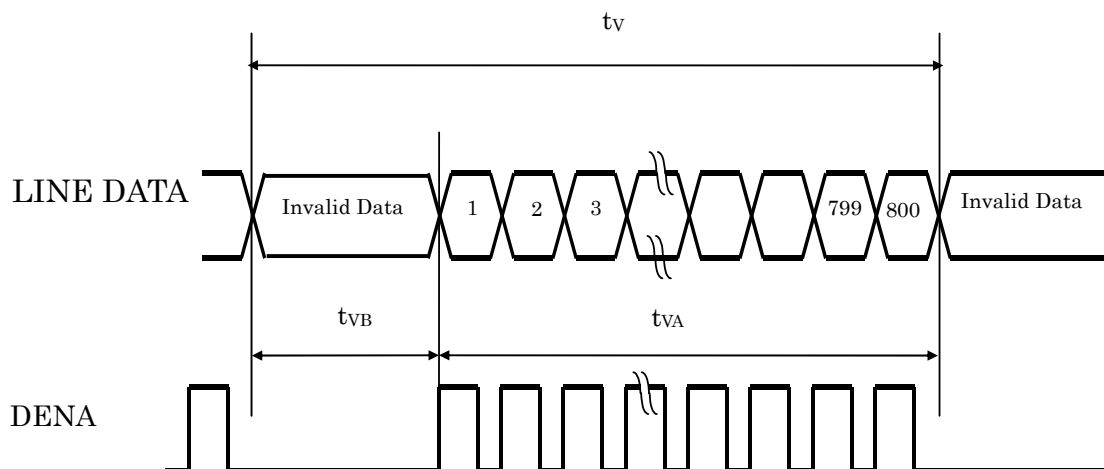 tV
LINE DATA
Invalid Data
1
2
3
799
800
Invalid Data
tVB
tVA
DENA